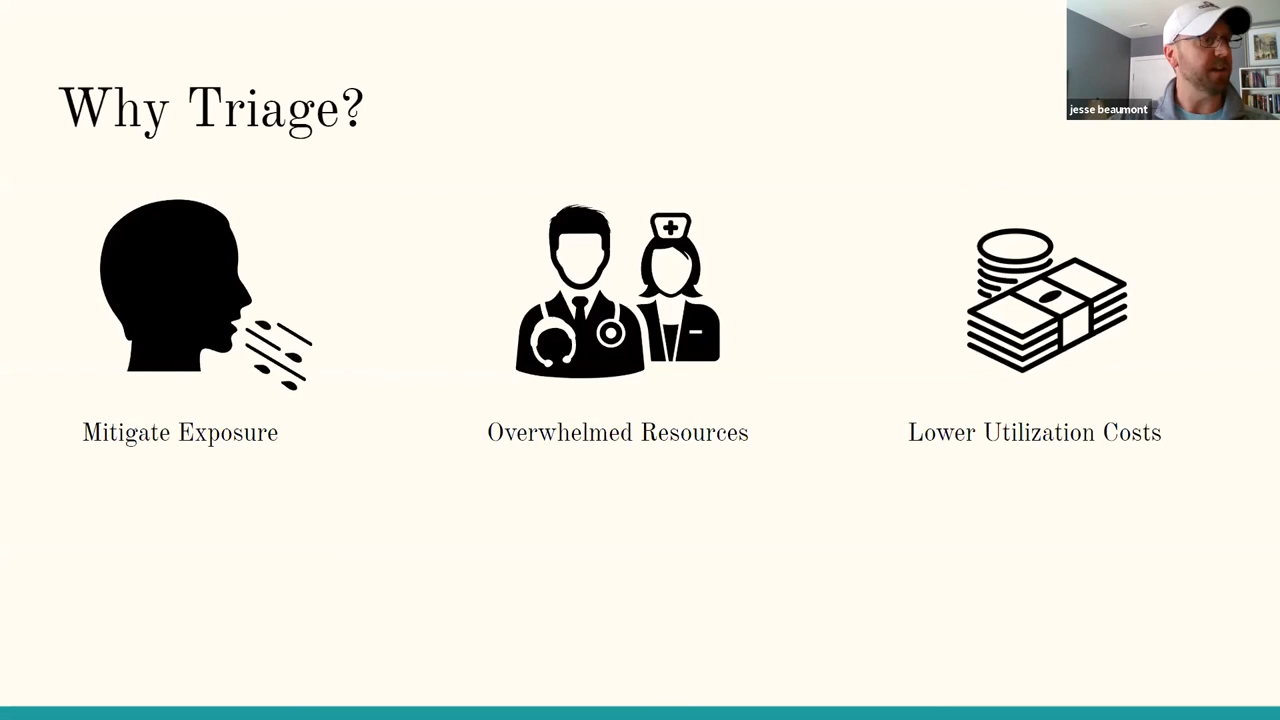 Why Triage?
jesse beaumont
Mitigate Exposure
Overwhelmed Resources
Lower Utilization Costs